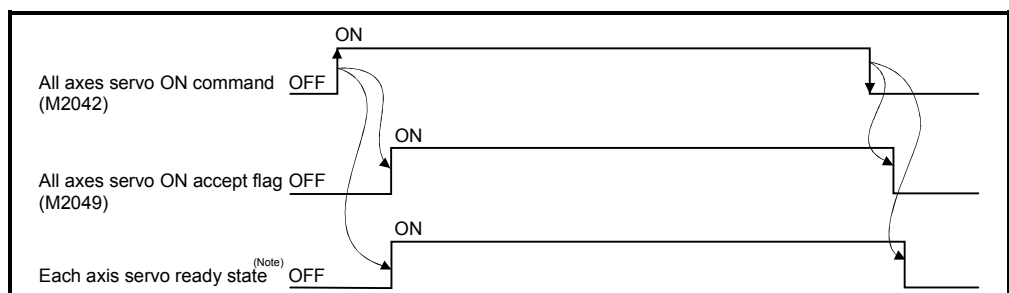 ON
All axes servo ON command OFF
(M2042)
ON
All axes servo ON accept flag OFF
(M2049)
ON
Each axis servo ready state (Note) OFF